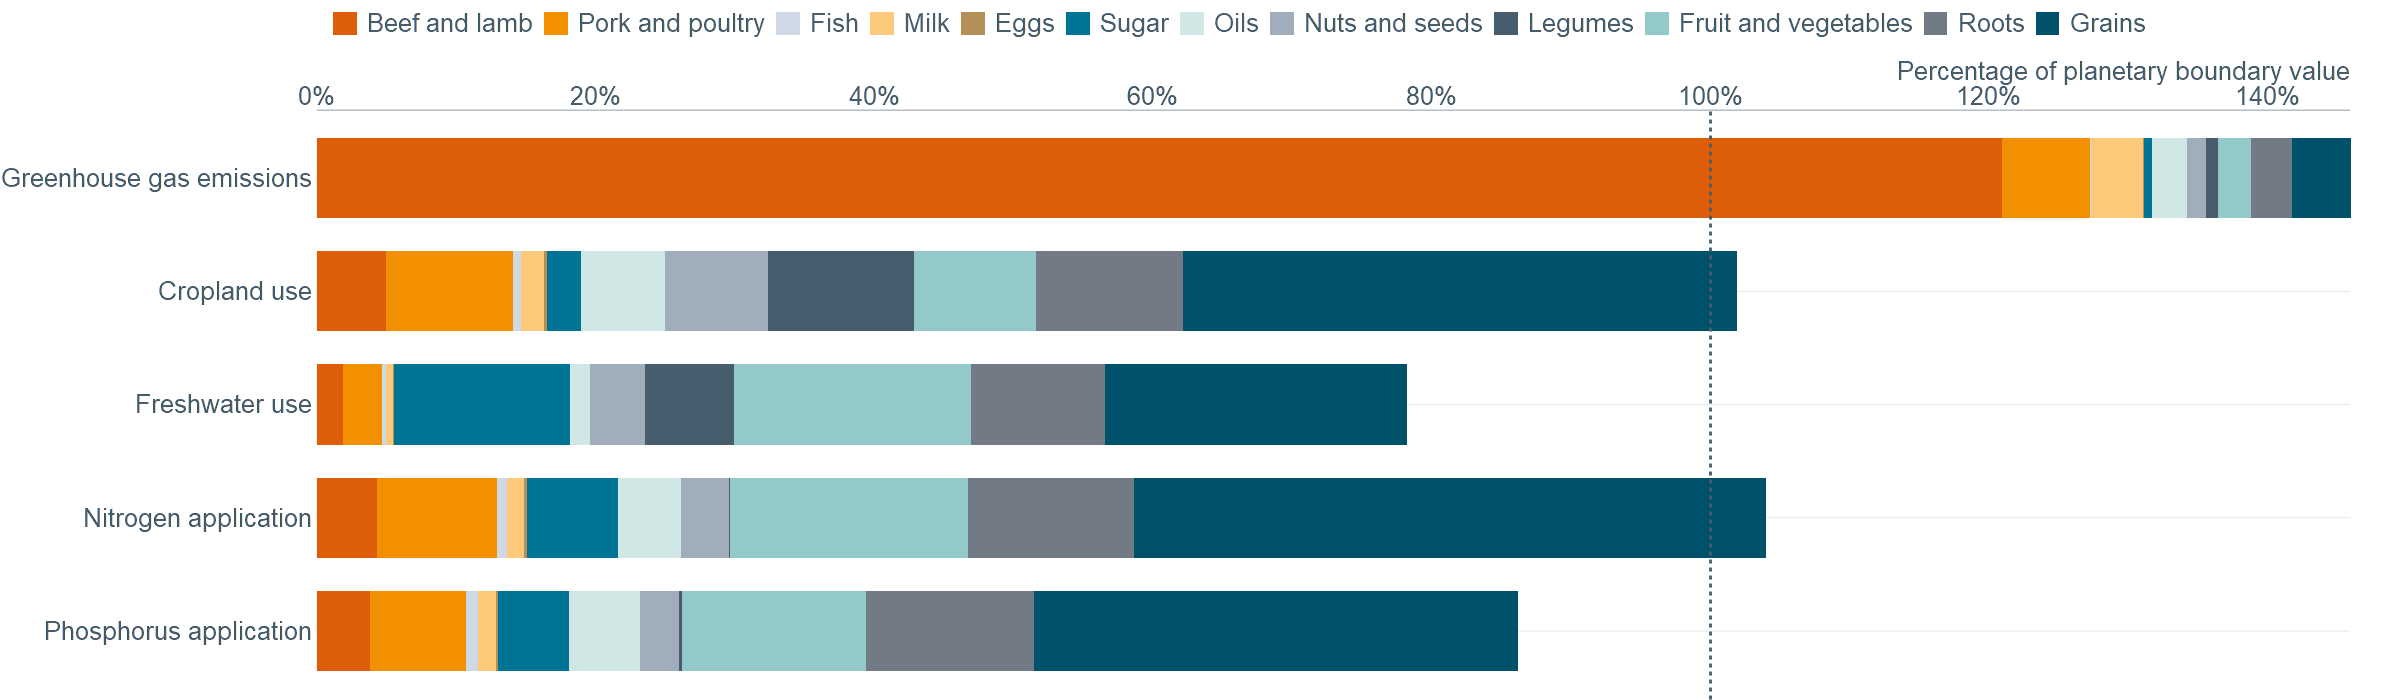 Beef and lamb Pork and poultry Fish Milk Eggs Sugar Oils Nuts and seeds Legumes Fruit and vegetables Roots Grains
Percentage of planetary boundary value
0% 20% 40% 60% 80% 100% 120% 140%
Greenhouse gas emissions
Cropland use
Freshwater use
Nitrogen application
Phosphorus application